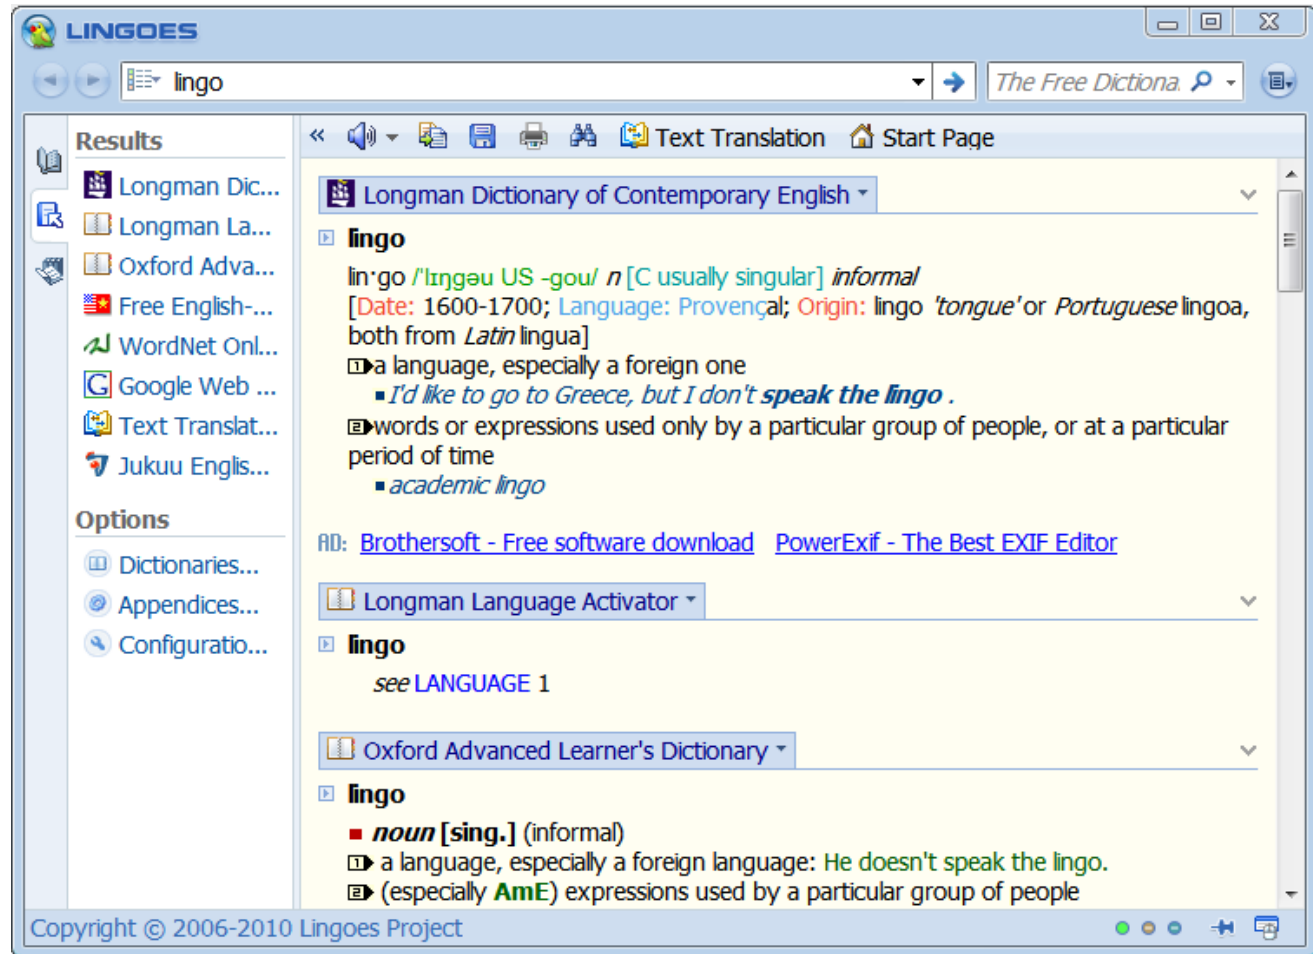 LINGOES
lingo
The Free Dictiona.
Results
Longman Dic...
Longman La...
Oxford Adva...
Free English-...
WordNet Onl...
Google Web ...
Text Translat...
Jukuu Englis...
Options
Dictionaries...
Appendices...
Configuratio...
Text Translation Start Page
Longman Dictionary of Contemporary English
lingo
lin·go /ˈlɪŋgəu US -gou/ n [C usually singular] informal
[Date: 1600-1700; Language: Provençal; Origin: lingo 'tongue' or Portuguese lingoa,
both from Latin lingua]
1 a language, especially a foreign one
▪ I'd like to go to Greece, but I don't speak the lingo .
2 words or expressions used only by a particular group of people, or at a particular
period of time
▪ academic lingo
AD: Brothersoft - Free software download PowerExif - The Best EXIF Editor
Longman Language Activator
lingo
see LANGUAGE 1
Oxford Advanced Learner's Dictionary
lingo
▪ noun [sing.] (informal)
1 a language, especially a foreign language: He doesn't speak the lingo.
2 (especially AmE) expressions used by a particular group of people
Copyright © 2006-2010 Lingoes Project